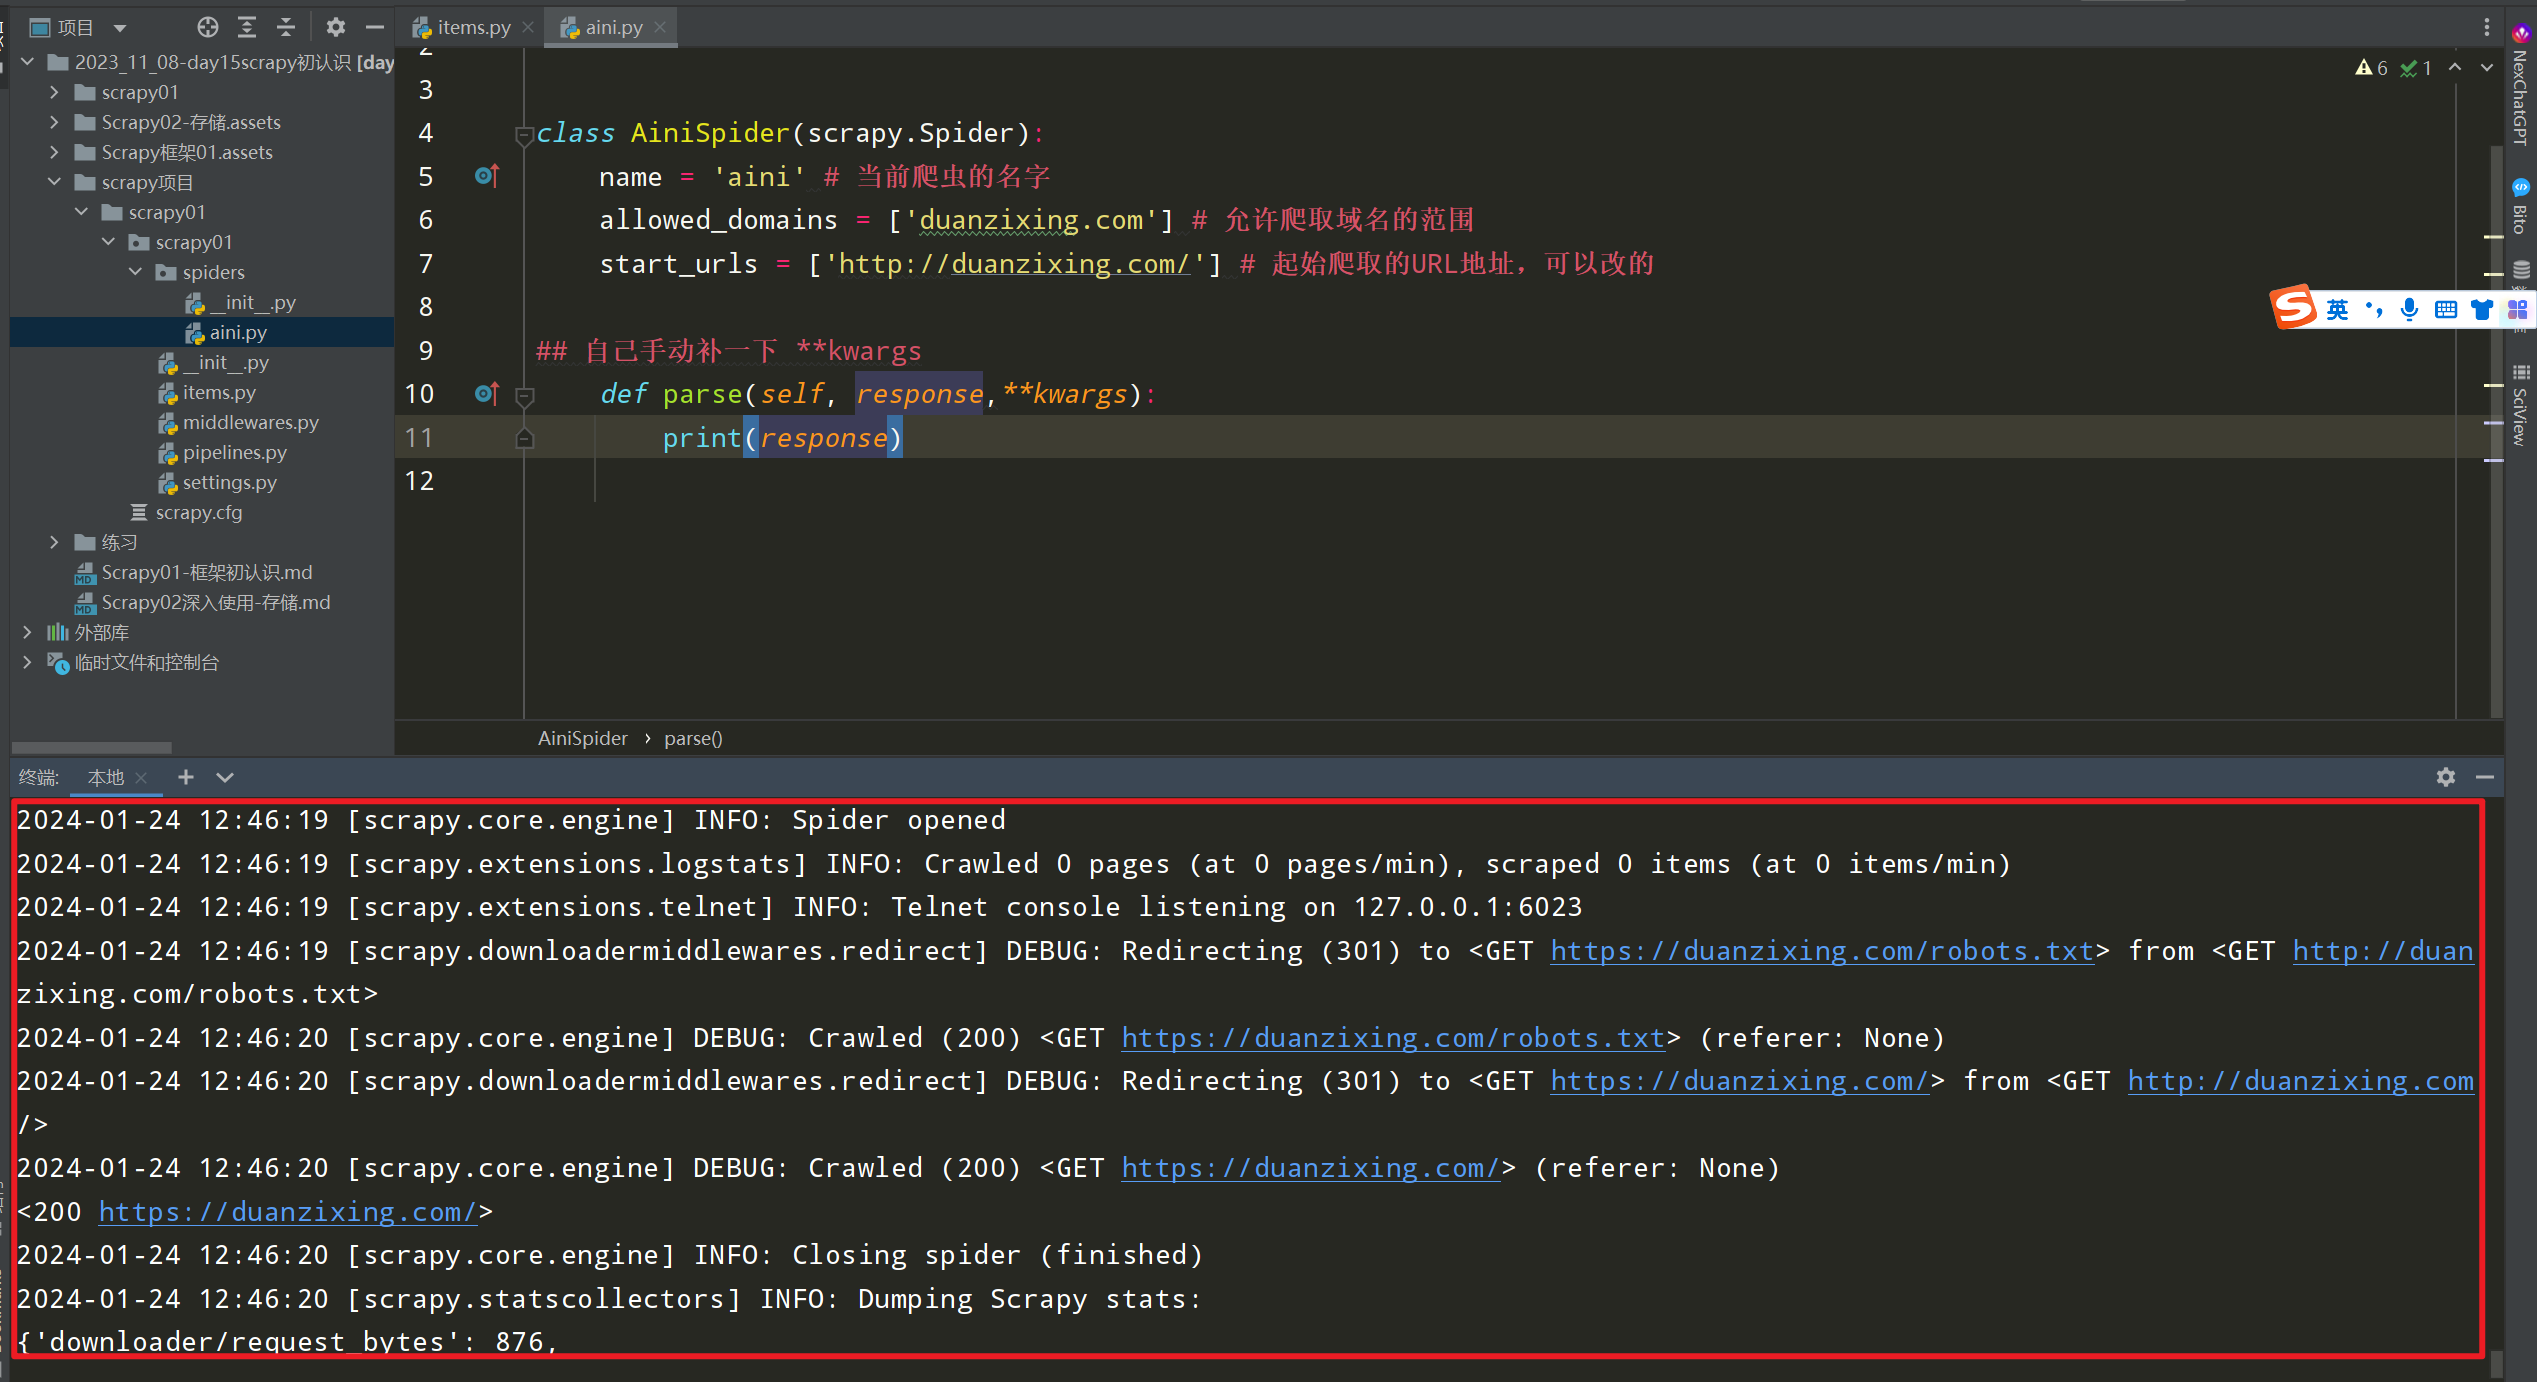 项目
2023_11_08-day15scrapy初认识 [day
scrapy01
Scrapy02-存储.assets
Scrapy框架01.assets
scrapy项目
scrapy01
scrapy01
spiders
__init__.py
aini.py
__init__.py
items.py
middlewares.py
pipelines.py
settings.py
scrapy.cfg
练习
Scrapy01-框架初认识.md
Scrapy02深入使用-存储.md
外部库
临时文件和控制台
items.py
aini.py
6 1
2
3
4 class AiniSpider(scrapy.Spider):
5 name = 'aini' # 当前爬虫的名字
6 allowed_domains = ['duanzixing.com'] # 允许爬取域名的范围
7 start_urls = ['http://duanzixing.com/'] # 起始爬取的URL地址，可以改的
8
9 ## 自己手动补一下 **kwargs
10 def parse(self, response,**kwargs):
11 print(response)
12
AiniSpider › parse()
NexChatGPT
Bito
SciView
英
终端:
本地
2024-01-24 12:46:19 [scrapy.core.engine] INFO: Spider opened
2024-01-24 12:46:19 [scrapy.extensions.logstats] INFO: Crawled 0 pages (at 0 pages/min), scraped 0 items (at 0 items/min)
2024-01-24 12:46:19 [scrapy.extensions.telnet] INFO: Telnet console listening on 127.0.0.1:6023
2024-01-24 12:46:19 [scrapy.downloadermiddlewares.redirect] DEBUG: Redirecting (301) to <GET https://duanzixing.com/robots.txt> from <GET http://duan
zixing.com/robots.txt>
2024-01-24 12:46:20 [scrapy.core.engine] DEBUG: Crawled (200) <GET https://duanzixing.com/robots.txt> (referer: None)
2024-01-24 12:46:20 [scrapy.downloadermiddlewares.redirect] DEBUG: Redirecting (301) to <GET https://duanzixing.com/> from <GET http://duanzixing.com
/>
2024-01-24 12:46:20 [scrapy.core.engine] DEBUG: Crawled (200) <GET https://duanzixing.com/> (referer: None)
<200 https://duanzixing.com/>
2024-01-24 12:46:20 [scrapy.core.engine] INFO: Closing spider (finished)
2024-01-24 12:46:20 [scrapy.statscollectors] INFO: Dumping Scrapy stats:
{'downloader/request_bytes': 876,